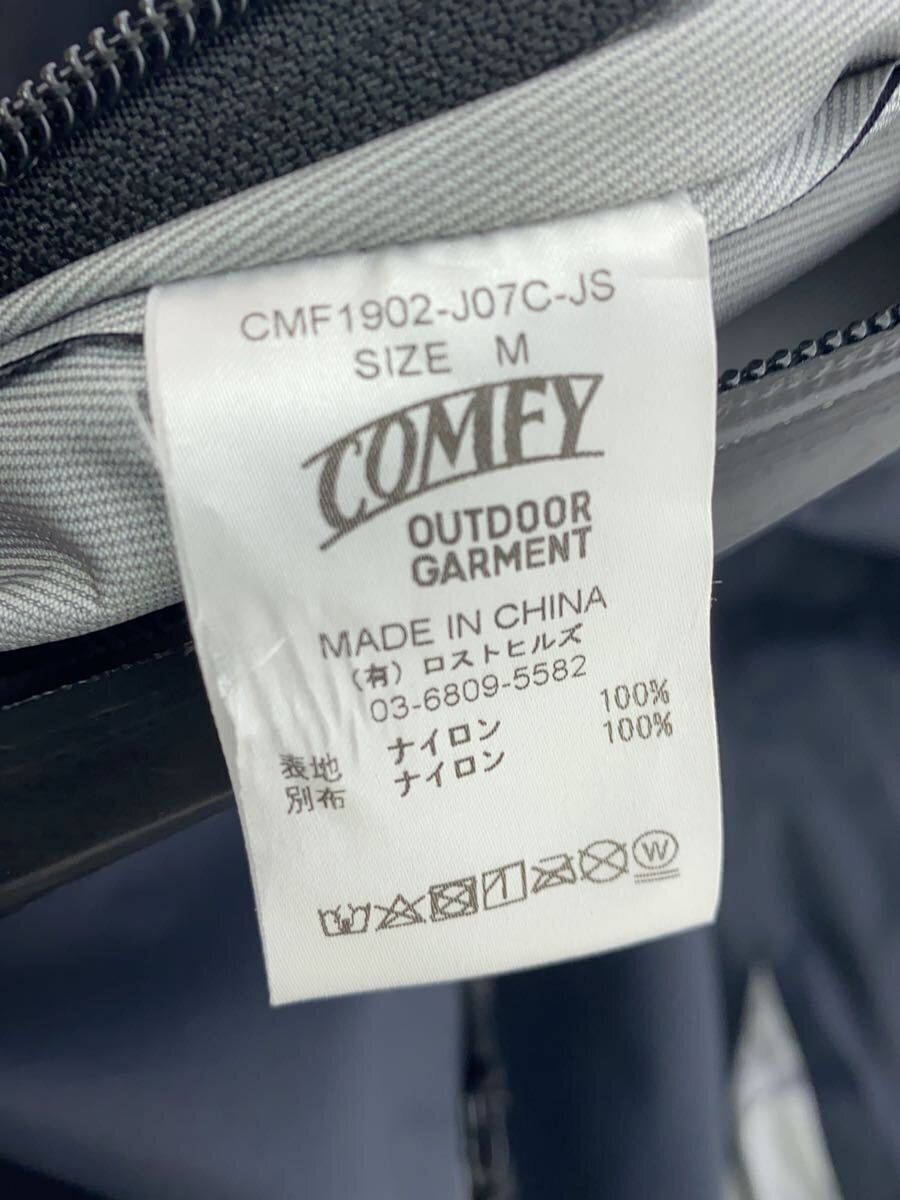 CMF1902-J07C-JS
SIZE M
COMFY
OUTDOOR
GARMENT
MADE IN CHINA
(有) ロストヒルズ
03-6809-5582
表地 ナイロン 100%
別布 ナイロン 100%
W